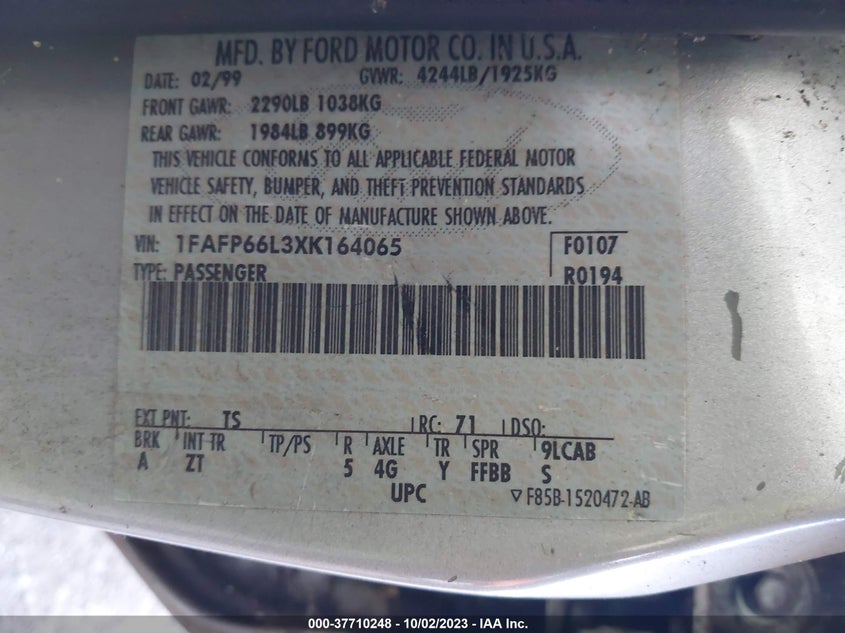 MFD. BY FORD MOTOR CO. IN U.S.A.
DATE: 02/99 GVWR: 4244LB/1925KG
FRONT GAWR: 2290LB 1038KG
REAR GAWR: 1984LB 899KG
THIS VEHICLE CONFORMS TO ALL APPLICABLE FEDERAL MOTOR
VEHICLE SAFETY, BUMPER, AND THEFT PREVENTION STANDARDS
IN EFFECT ON THE DATE OF MANUFACTURE SHOWN ABOVE.
VIN: 1FAFP66L3XK164065 F0107
TYPE: PASSENGER R0194
EXT PNT: TS RC: 71 DSO:
BRK INT TR TP/PS R AXLE TR SPR 9LCAB
A ZT 5 4G Y FFBB S
UPC ▽F85B-1520472-AB
000-37710248 - 10/02/2023 - IAA Inc.